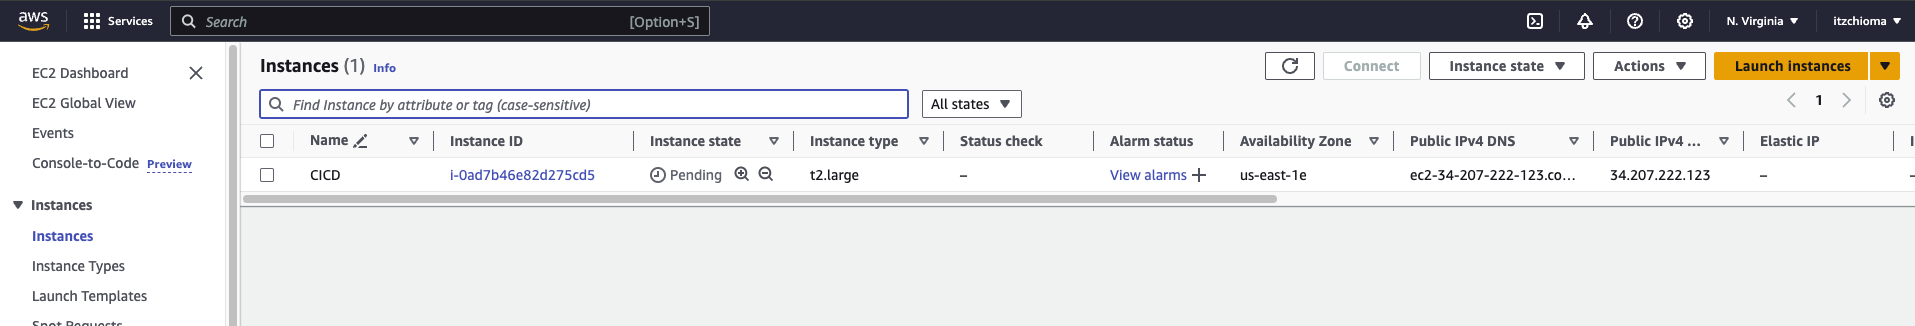 aws Services Search [Option+S] N. Virginia itzchioma
EC2 Dashboard
EC2 Global View
Events
Console-to-Code Preview
Instances
Instances
Instance Types
Launch Templates
Spot Requests
Instances (1) Info Connect Instance state Actions Launch instances
Find Instance by attribute or tag (case-sensitive) All states 1
Name Instance ID Instance state Instance type Status check Alarm status Availability Zone Public IPv4 DNS Public IPv4 ... Elastic IP
CICD i-0ad7b46e82d275cd5 Pending t2.large – View alarms + us-east-1e ec2-34-207-222-123.co... 34.207.222.123 –